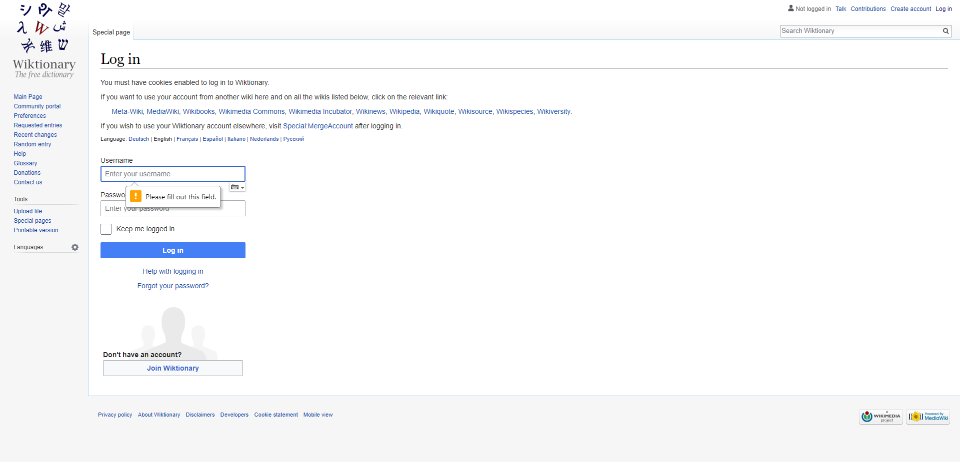 Not logged in Talk Contributions Create account Log in
Special page
Search Wiktionary
Wiktionary
The free dictionary
Main Page
Community portal
Preferences
Requested entries
Recent changes
Random entry
Help
Glossary
Donations
Contact us
Tools
Upload file
Special pages
Printable version
Languages
Log in
You must have cookies enabled to log in to Wiktionary.
If you want to use your account from another wiki here and on all the wikis listed below, click on the relevant link:
Meta-Wiki, MediaWiki, Wikibooks, Wikimedia Commons, Wikimedia Incubator, Wikinews, Wikipedia, Wikiquote, Wikisource, Wikispecies, Wikiversity.
If you wish to use your Wiktionary account elsewhere, visit Special:MergeAccount after logging in.
Language: Deutsch | English | Français | Español | Italiano | Nederlands | Русский
Username
Enter your username
Please fill out this field.
Enter your password
Keep me logged in
Log in
Help with logging in
Forgot your password?
Don't have an account?
Join Wiktionary
Privacy policy About Wiktionary Disclaimers Developers Cookie statement Mobile view
A
WIKIMEDIA
project
Powered by
MediaWiki